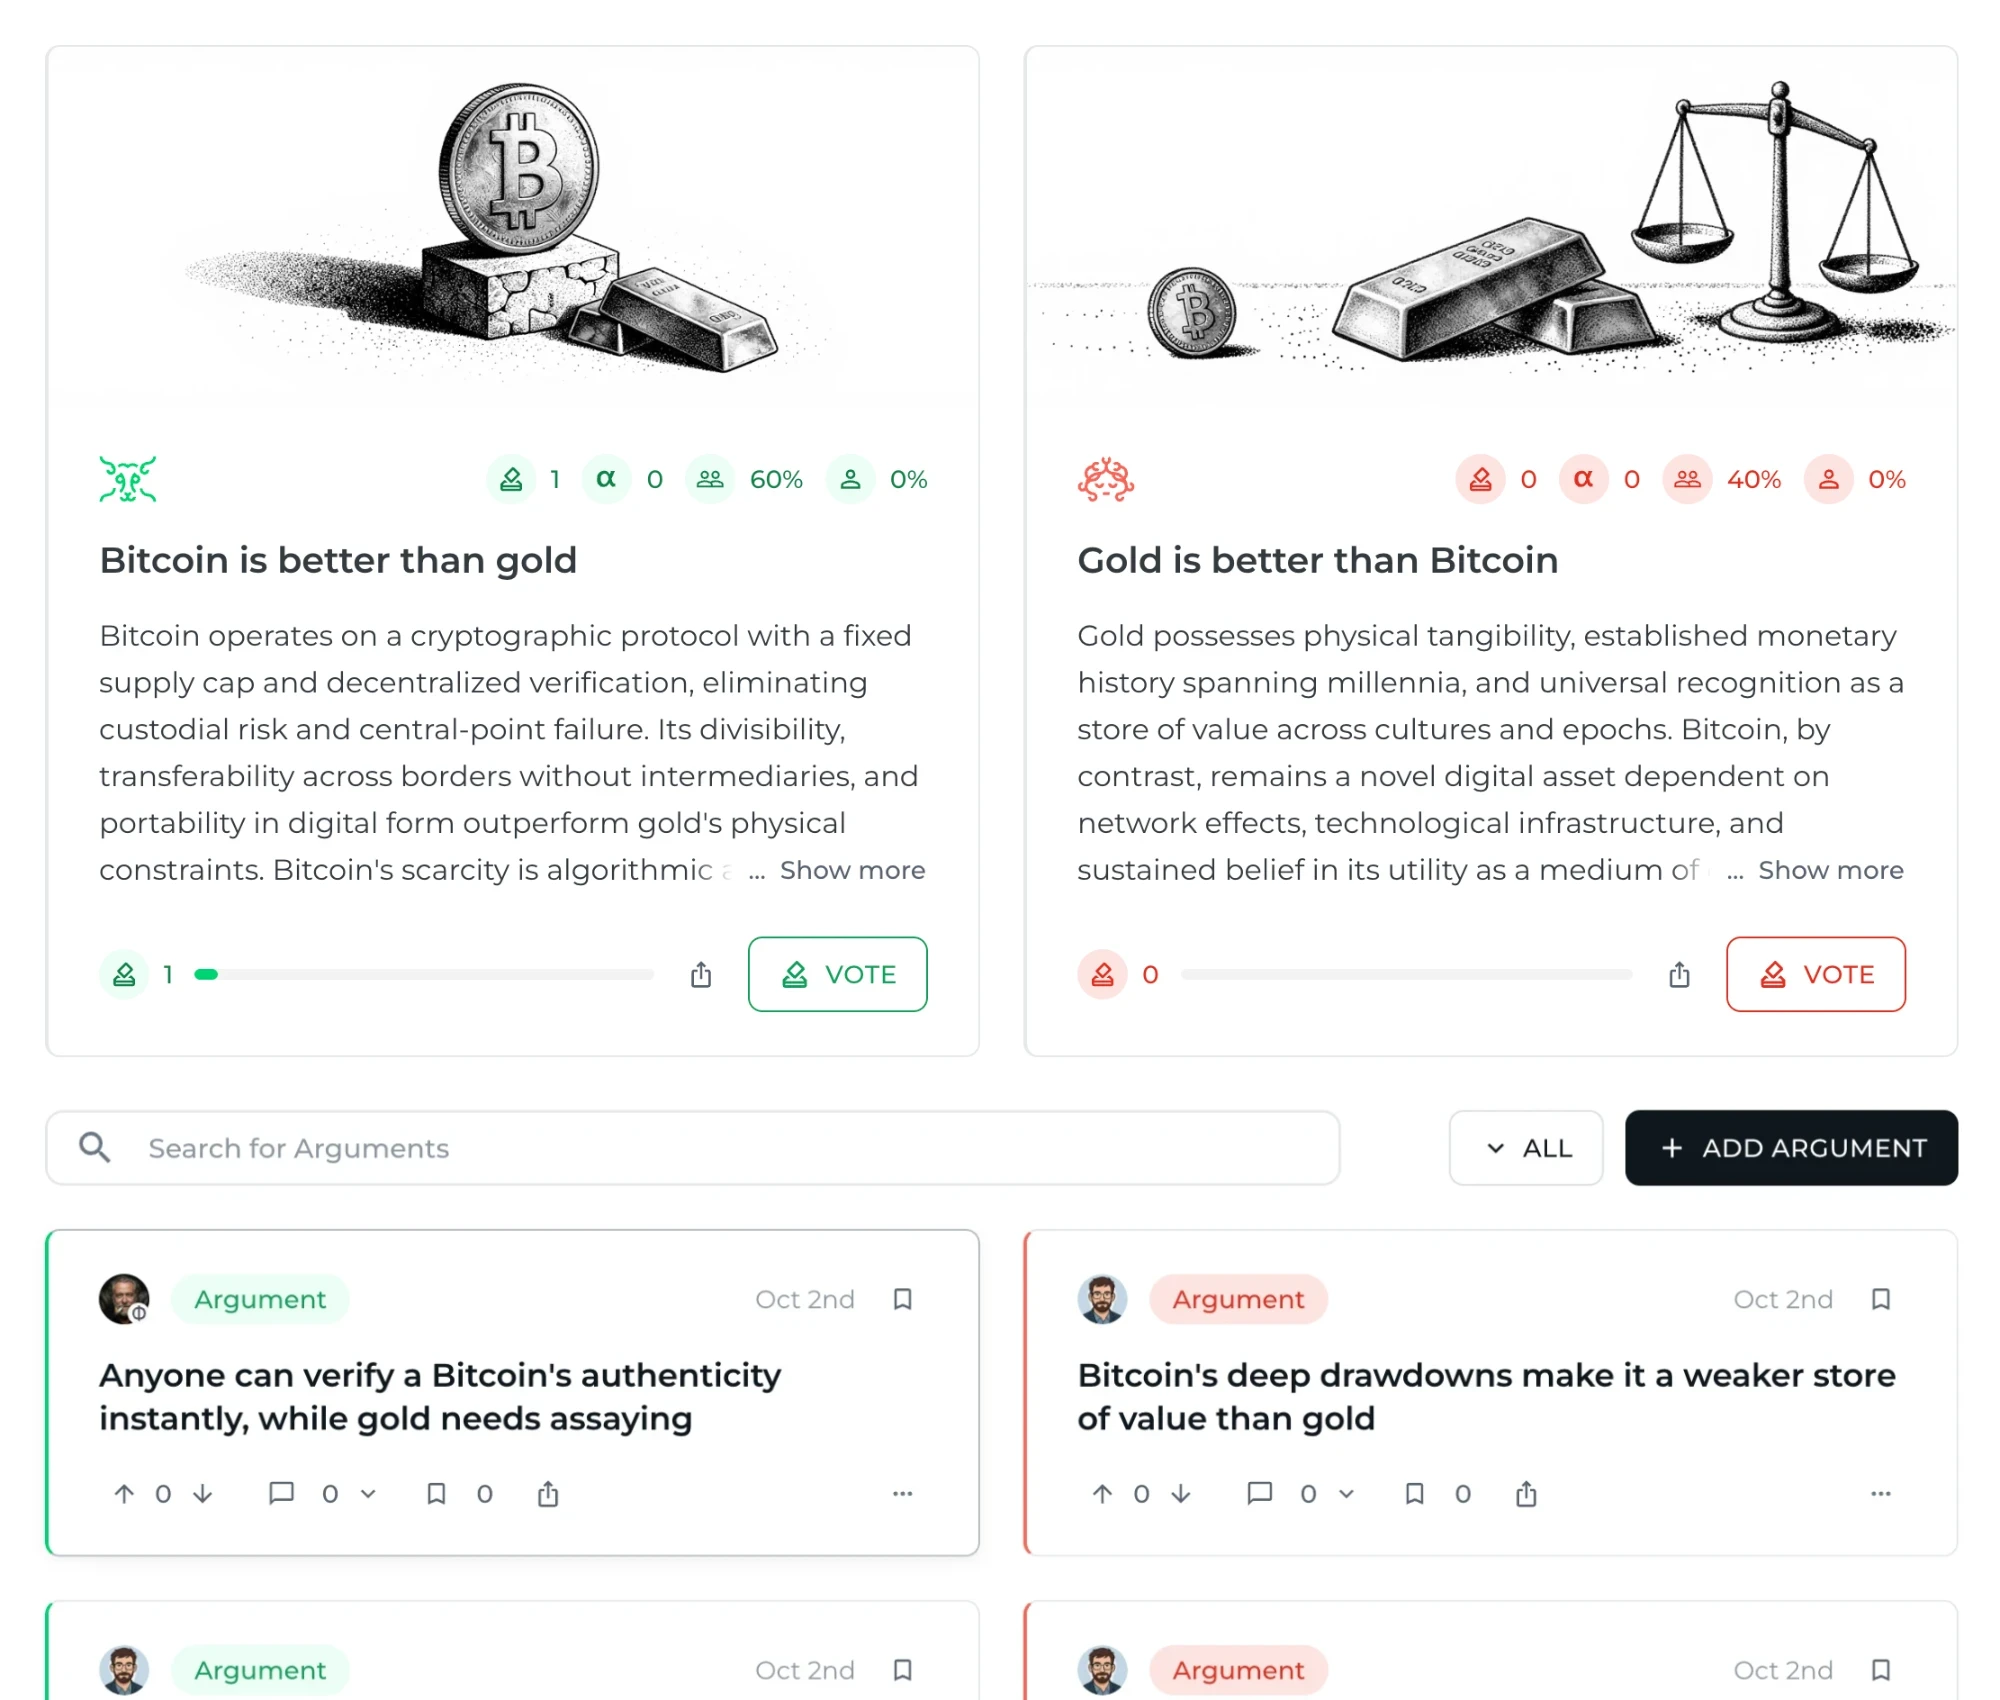 1 α 0 60% 0%
Bitcoin is better than gold
Bitcoin operates on a cryptographic protocol with a fixed
supply cap and decentralized verification, eliminating
custodial risk and central-point failure. Its divisibility,
transferability across borders without intermediaries, and
portability in digital form outperform gold's physical
constraints. Bitcoin's scarcity is algorithmic ... Show more
1 VOTE
0 α 0 40% 0%
Gold is better than Bitcoin
Gold possesses physical tangibility, established monetary
history spanning millennia, and universal recognition as a
store of value across cultures and epochs. Bitcoin, by
contrast, remains a novel digital asset dependent on
network effects, technological infrastructure, and
sustained belief in its utility as a medium of ... Show more
0 VOTE
Search for Arguments
ALL
+ ADD ARGUMENT
Argument Oct 2nd
Anyone can verify a Bitcoin's authenticity
instantly, while gold needs assaying
0 0 0 ...
Argument Oct 2nd
Bitcoin's deep drawdowns make it a weaker store
of value than gold
0 0 0 ...
Argument Oct 2nd
Argument Oct 2nd